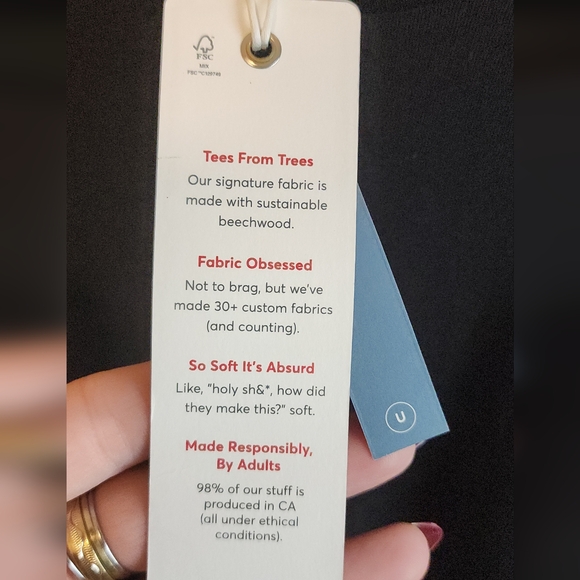 FSC
MIX
Tees From Trees
Our signature fabric is
made with sustainable
beechwood.
Fabric Obsessed
Not to brag, but we've
made 30+ custom fabrics
(and counting).
So Soft It's Absurd
Like, "holy sh&*, how did
they make this?" soft.
Made Responsibly,
By Adults
98% of our stuff is
produced in CA
(all under ethical
conditions).
U